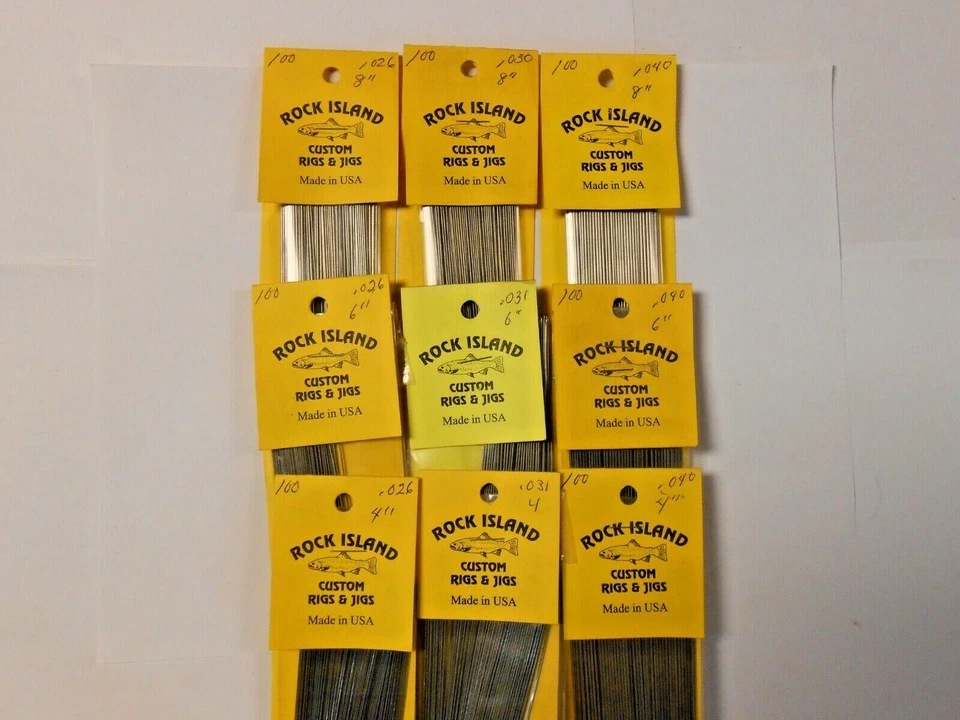 100 .026
8"
ROCK ISLAND
CUSTOM
RIGS & JIGS
Made in USA
100 .030
8"
ROCK ISLAND
CUSTOM
RIGS & JIGS
Made in USA
100 .040
8"
ROCK ISLAND
CUSTOM
RIGS & JIGS
Made in USA
100 .026
6"
ROCK ISLAND
CUSTOM
RIGS & JIGS
Made in USA
.031
6"
ROCK ISLAND
CUSTOM
RIGS & JIGS
Made in USA
100 .040
6"
ROCK ISLAND
CUSTOM
RIGS & JIGS
Made in USA
100 .026
4"
ROCK ISLAND
CUSTOM
RIGS & JIGS
Made in USA
.031
4
ROCK ISLAND
CUSTOM
RIGS & JIGS
Made in USA
100 .040
4"
ROCK ISLAND
CUSTOM
RIGS & JIGS
Made in USA